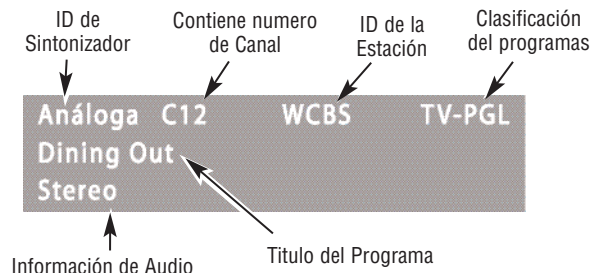 ID de
Sintonizador
Contiene numero
de Canal
ID de la
Estación
Clasificación
del programas
Análoga C12 WCBS TV-PGL
Dining Out
Stereo
Información de Audio
Titulo del Programa